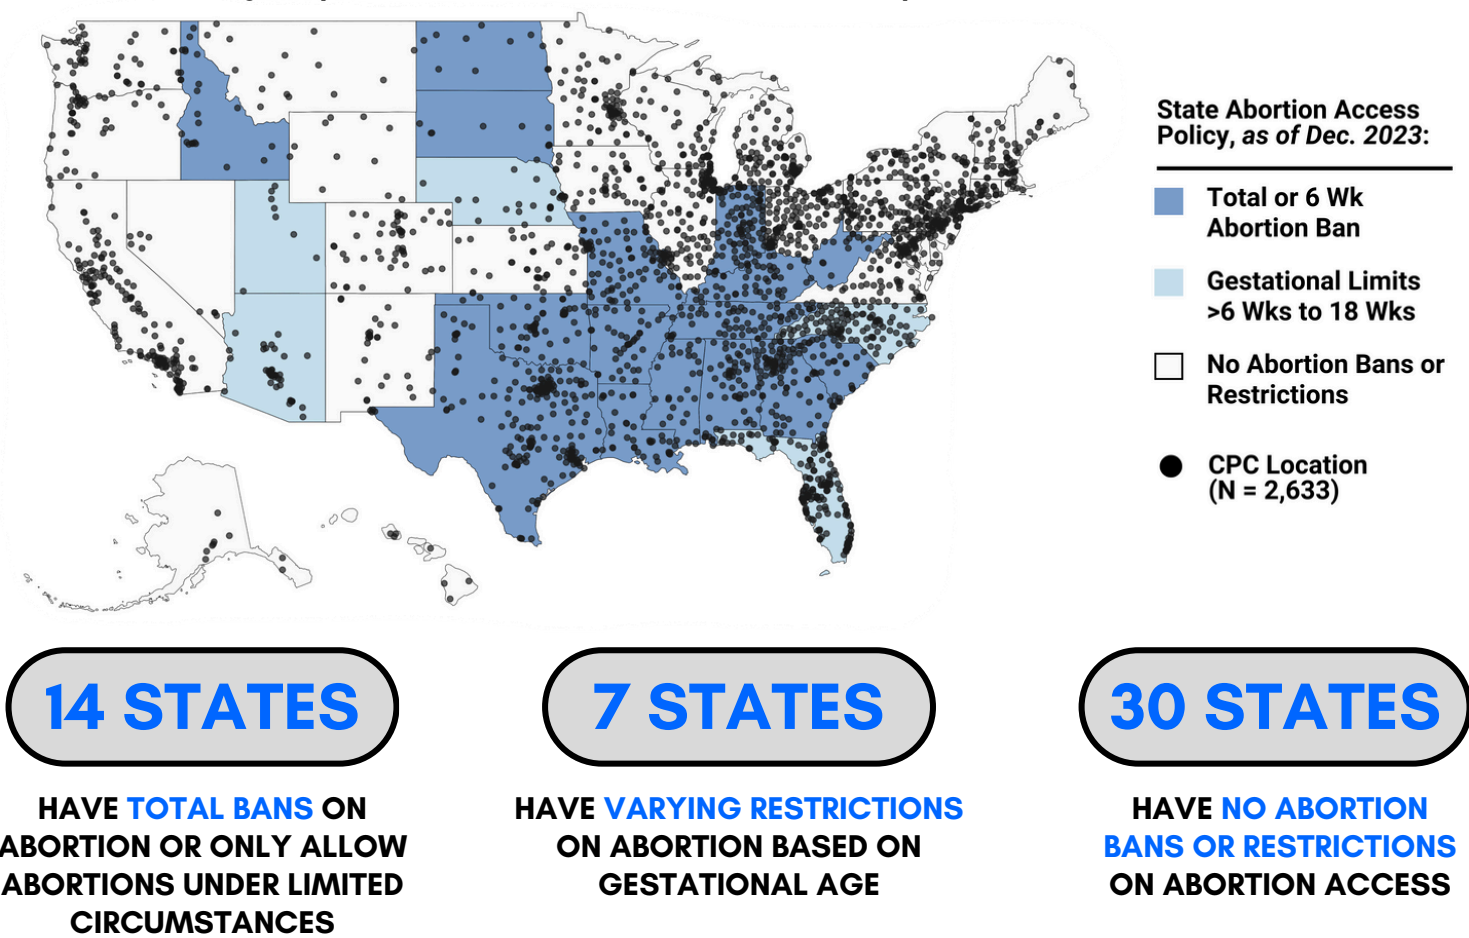 State Abortion Access
Policy, as of Dec. 2023:
Total or 6 Wk
Abortion Ban
Gestational Limits
>6 Wks to 18 Wks
No Abortion Bans or
Restrictions
CPC Location
(N = 2,633)
14 STATES
HAVE TOTAL BANS ON
ABORTION OR ONLY ALLOW
ABORTIONS UNDER LIMITED
CIRCUMSTANCES
7 STATES
HAVE VARYING RESTRICTIONS
ON ABORTION BASED ON
GESTATIONAL AGE
30 STATES
HAVE NO ABORTION
BANS OR RESTRICTIONS
ON ABORTION ACCESS